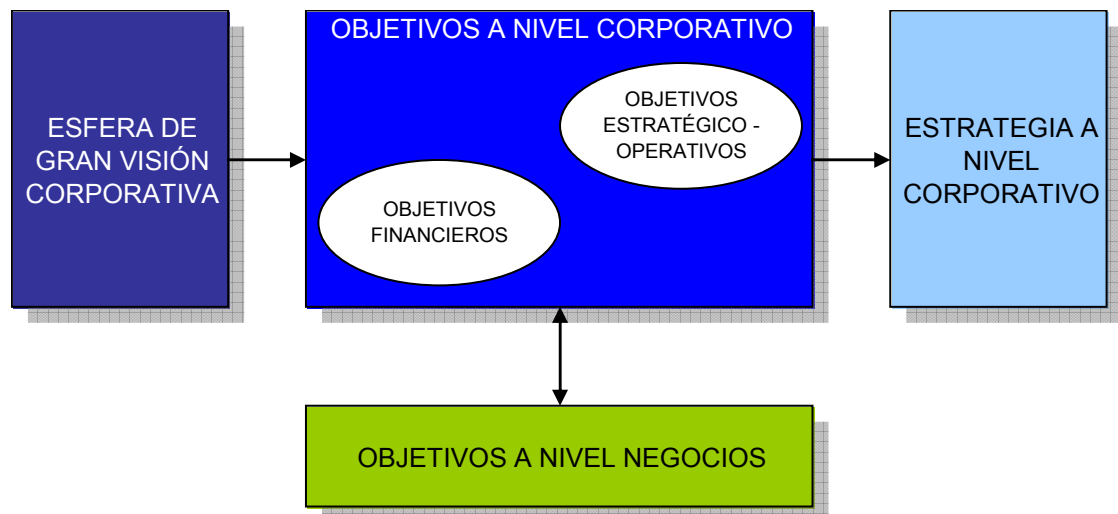 ESFERA DE
GRAN VISIÓN
CORPORATIVA
OBJETIVOS A NIVEL CORPORATIVO
OBJETIVOS
ESTRATÉGICO -
OPERATIVOS
OBJETIVOS
FINANCIEROS
ESTRATEGIA A
NIVEL
CORPORATIVO
OBJETIVOS A NIVEL NEGOCIOS